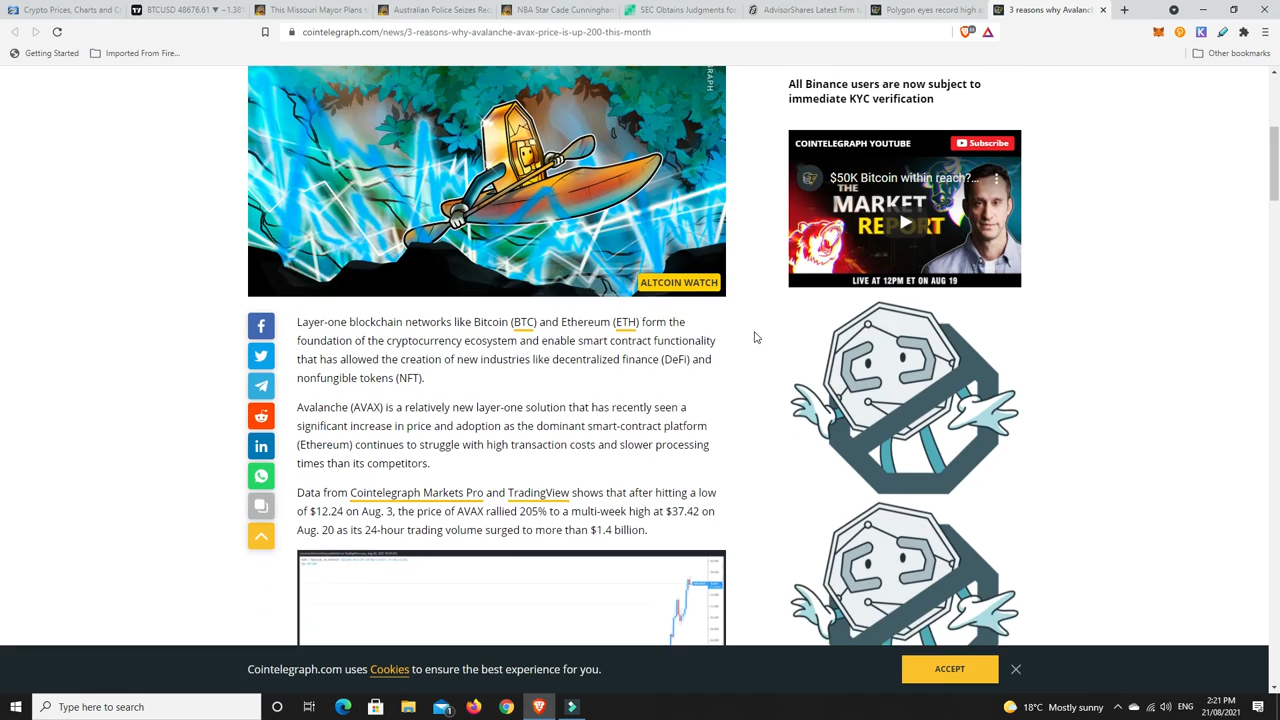 Crypto Prices, Charts and C
BTCUSD 48676.61 ▼ −1.38%
This Missouri Mayor Plans t
Australian Police Seizes Rec
NBA Star Cade Cunningham
SEC Obtains Judgments for
AdvisorShares Latest Firm t
Polygon eyes record high a
3 reasons why Avalanc
cointelegraph.com/news/3-reasons-why-avalanche-avax-price-is-up-200-this-month
Getting Started
Imported From Fire...
Other bookmarks
GRAPH
ALTCOIN WATCH
Layer-one blockchain networks like Bitcoin (BTC) and Ethereum (ETH) form the
foundation of the cryptocurrency ecosystem and enable smart contract functionality
that has allowed the creation of new industries like decentralized finance (DeFi) and
nonfungible tokens (NFT).
Avalanche (AVAX) is a relatively new layer-one solution that has recently seen a
significant increase in price and adoption as the dominant smart-contract platform
(Ethereum) continues to struggle with high transaction costs and slower processing
times than its competitors.
Data from Cointelegraph Markets Pro and TradingView shows that after hitting a low
of $12.24 on Aug. 3, the price of AVAX rallied 205% to a multi-week high at $37.42 on
Aug. 20 as its 24-hour trading volume surged to more than $1.4 billion.
All Binance users are now subject to
immediate KYC verification
COINTELEGRAPH YOUTUBE
Subscribe
$50K Bitcoin within reach?...
THE
MARKET
REPORT
LIVE AT 12PM ET ON AUG 19
Cointelegraph.com uses Cookies to ensure the best experience for you.
ACCEPT
Type here to search
18°C Mostly sunny
ENG
2:21 PM
21/08/2021